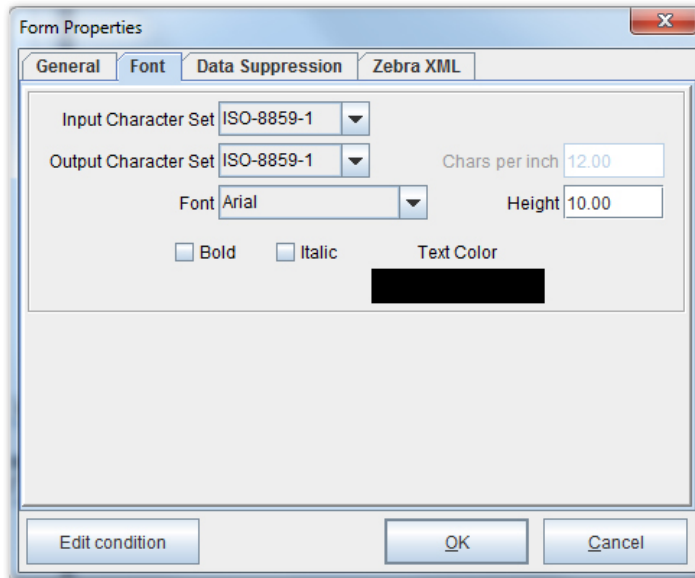 Form Properties
General Font Data Suppression Zebra XML
Input Character Set ISO-8859-1
Output Character Set ISO-8859-1 Chars per inch 12.00
Font Arial Height 10.00
Bold Italic Text Color
Edit condition OK Cancel